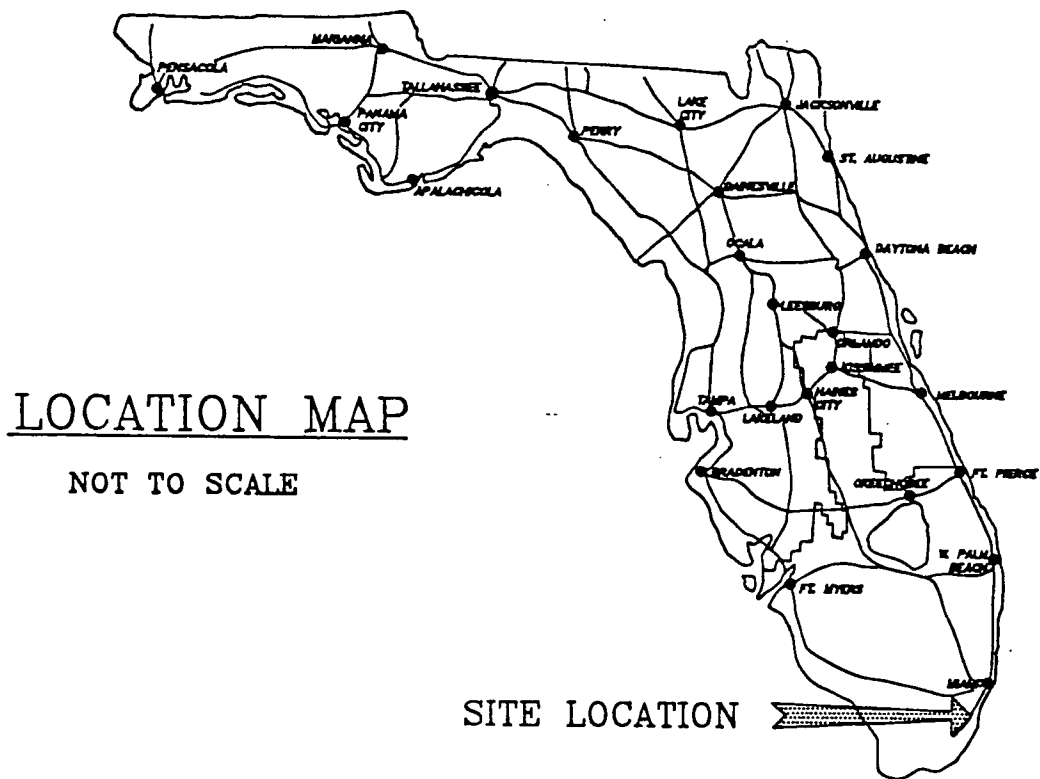 MARIANNA
PENSACOLA
TALLAHASSEE
PANAMA
CITY
APALACHICOLA
PERRY
LAKE
CITY
JACKSONVILLE
ST. AUGUSTINE
GAINESVILLE
OCALA
DAYTONA BEACH
LEESBURG
ORLANDO
KISSIMMEE
HAINES
CITY
MELBOURNE
TAMPA
LAKELAND
LOCATION MAP
NOT TO SCALE
BRADENTON
OKEECHOBEE
FT. PIERCE
W. PALM
BEACH
FT. MYERS
MIAMI
SITE LOCATION